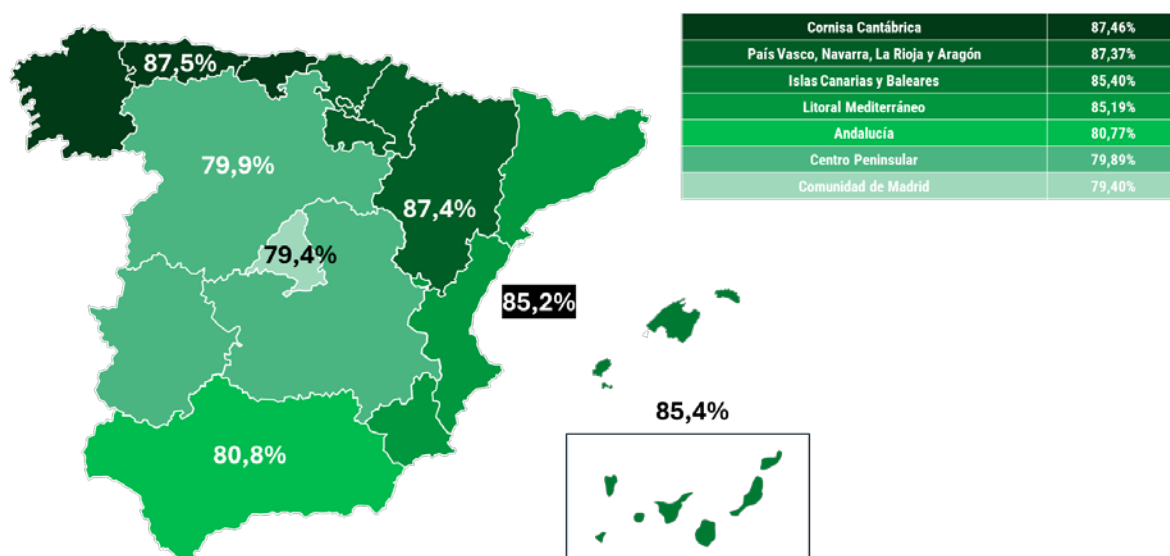 Cornisa Cantábrica 87,46%
País Vasco, Navarra, La Rioja y Aragón 87,37%
Islas Canarias y Baleares 85,40%
Litoral Mediterráneo 85,19%
Andalucía 80,77%
Centro Peninsular 79,89%
Comunidad de Madrid 79,40%
87,5%
79,9%
87,4%
79,4%
85,2%
85,4%
80,8%